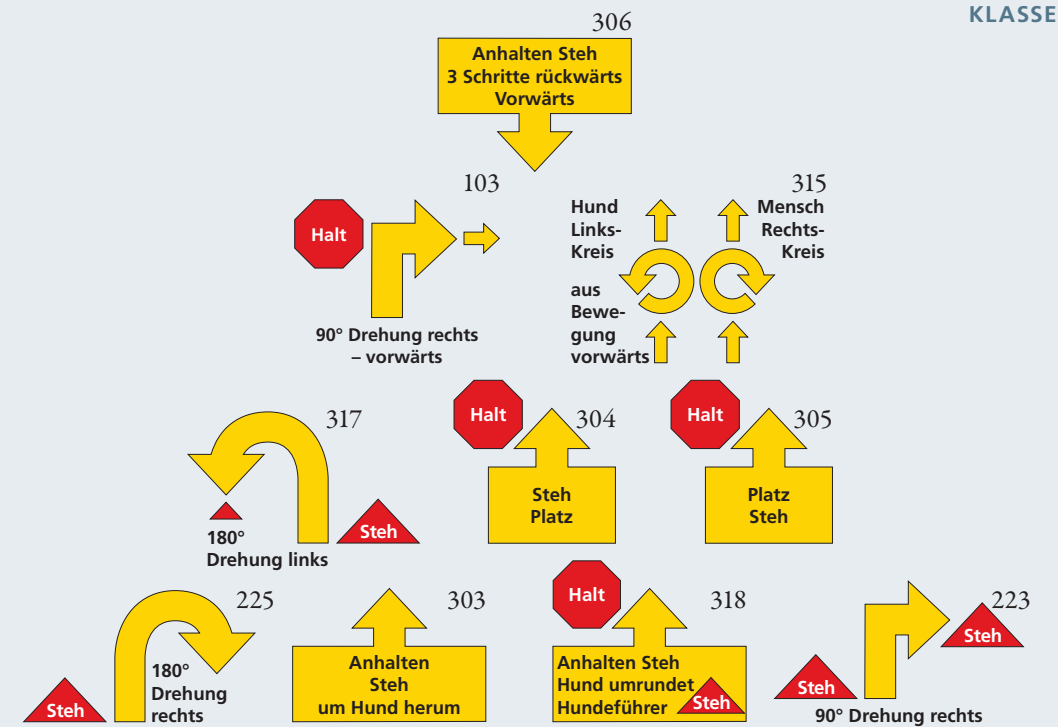 KLASSE
306
Anhalten Steh
3 Schritte rückwärts
Vorwärts
103
Halt
90° Drehung rechts
– vorwärts
315
Hund
Links-
Kreis
aus
Bewe-
gung
vorwärts
Mensch
Rechts-
Kreis
317
Steh
180°
Drehung links
Halt
304
Steh
Platz
Halt
305
Platz
Steh
225
Steh
180°
Drehung
rechts
303
Anhalten
Steh
um Hund herum
Halt
318
Anhalten Steh
Hund umrundet
Hundeführer
Steh
223
Steh
Steh
90° Drehung rechts